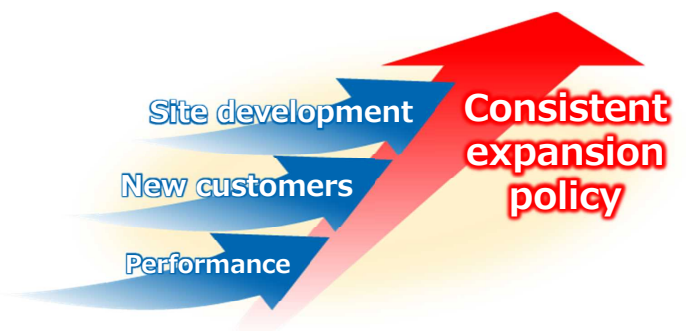 Site development
New customers
Performance
Consistent
expansion
policy